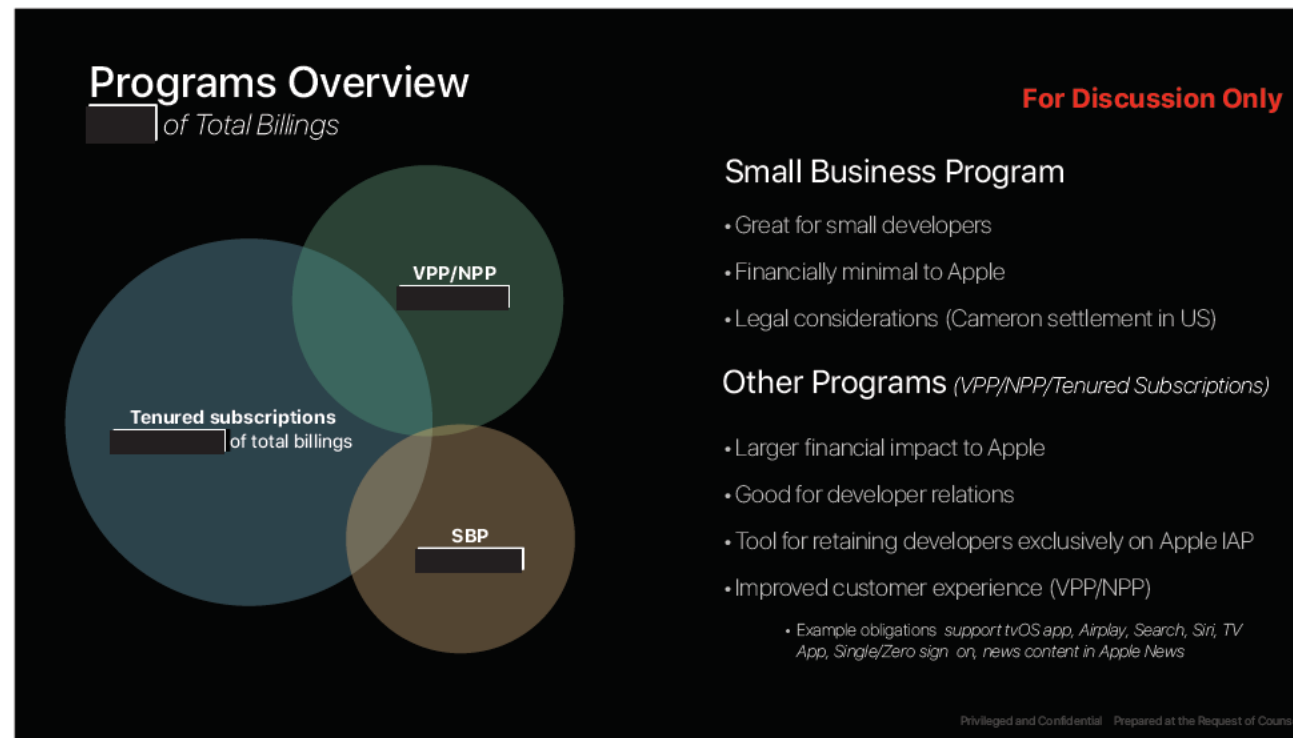 Programs Overview
of Total Billings
For Discussion Only
VPP/NPP
Tenured subscriptions
of total billings
SBP
Small Business Program
• Great for small developers
• Financially minimal to Apple
• Legal considerations (Cameron settlement in US)
Other Programs (VPP/NPP/Tenured Subscriptions)
• Larger financial impact to Apple
• Good for developer relations
• Tool for retaining developers exclusively on Apple IAP
• Improved customer experience (VPP/NPP)
• Example obligations support tvOS app, Airplay, Search, Siri, TV
App, Single/Zero sign on, news content in Apple News
Privileged and Confidential Prepared at the Request of